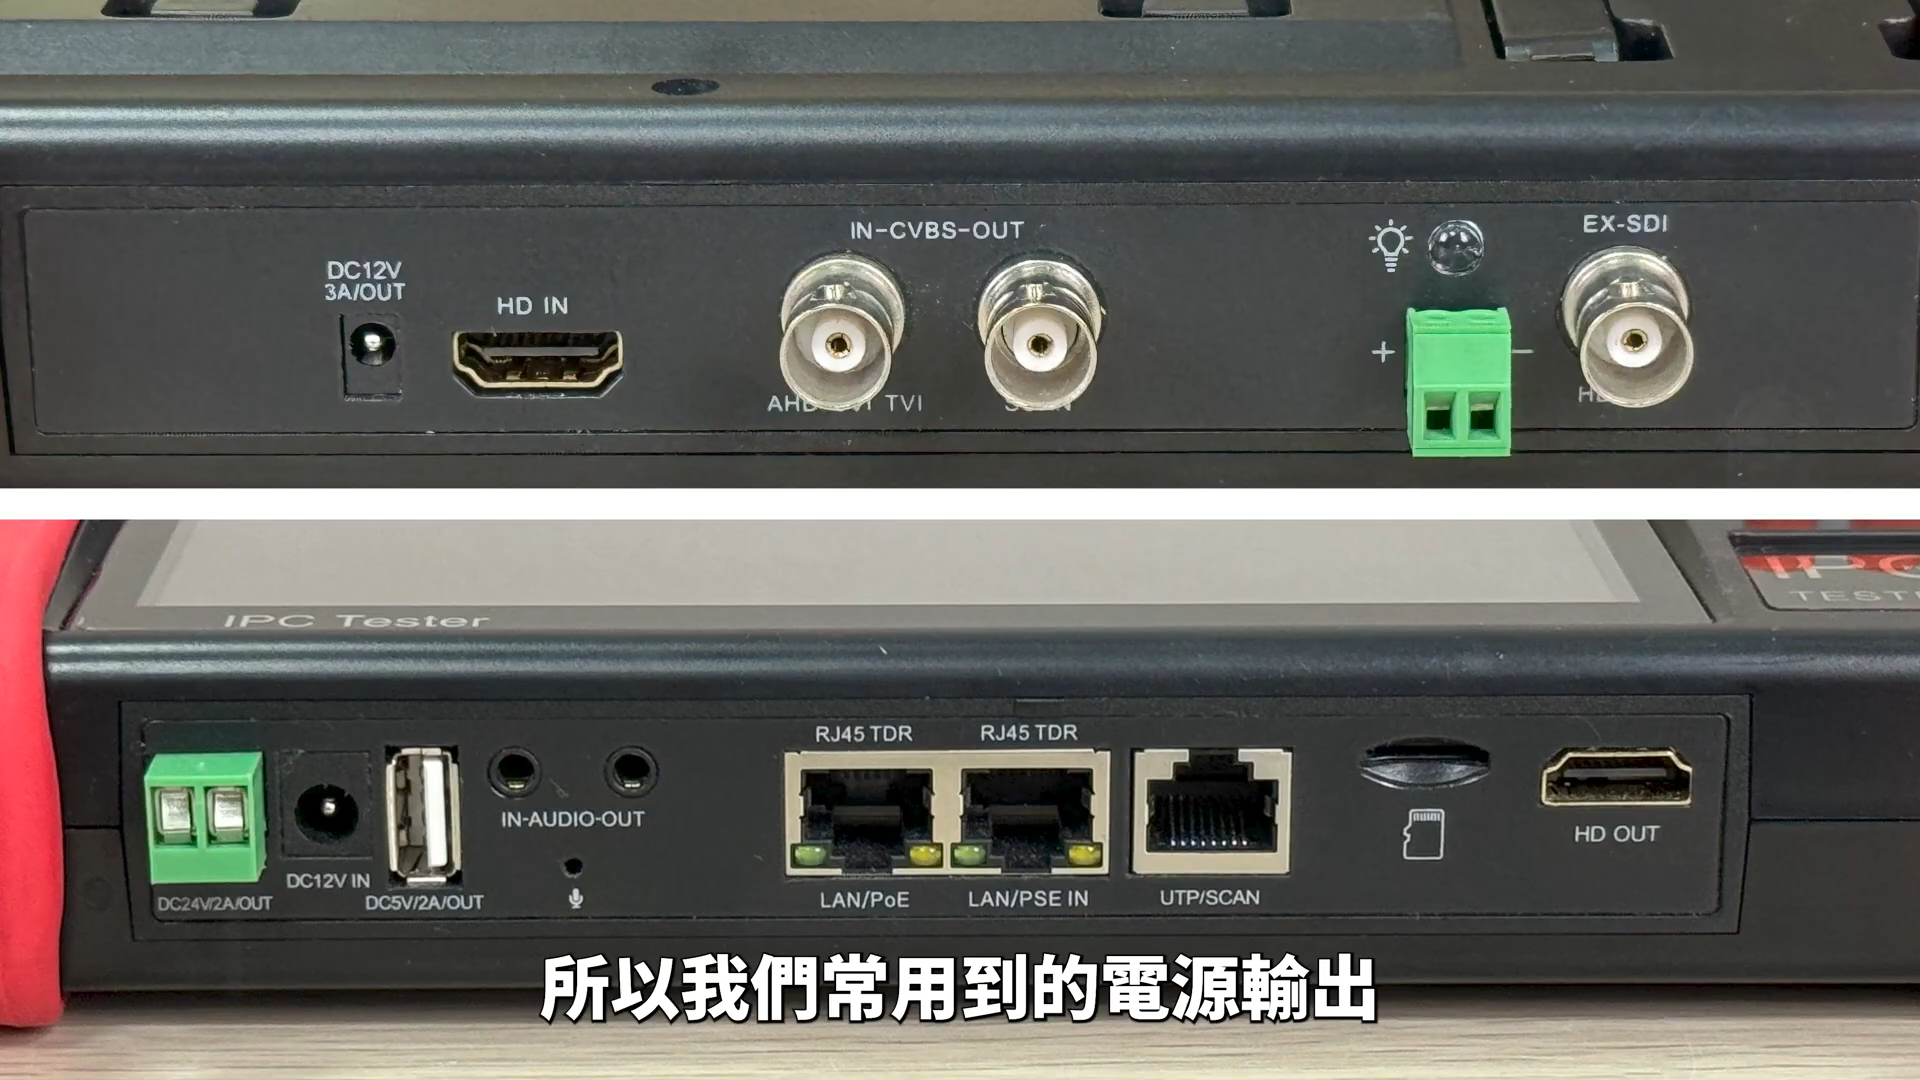 IN-CVBS-OUT
EX-SDI
DC12V
3A/OUT
HD IN
+
−
TVI
IPC Tester
RJ45 TDR
RJ45 TDR
IN-AUDIO-OUT
HD OUT
DC12V IN
DC24V/2A/OUT
DC5V/2A/OUT
LAN/PoE
LAN/PSE IN
UTP/SCAN
所以我們常用到的電源輸出